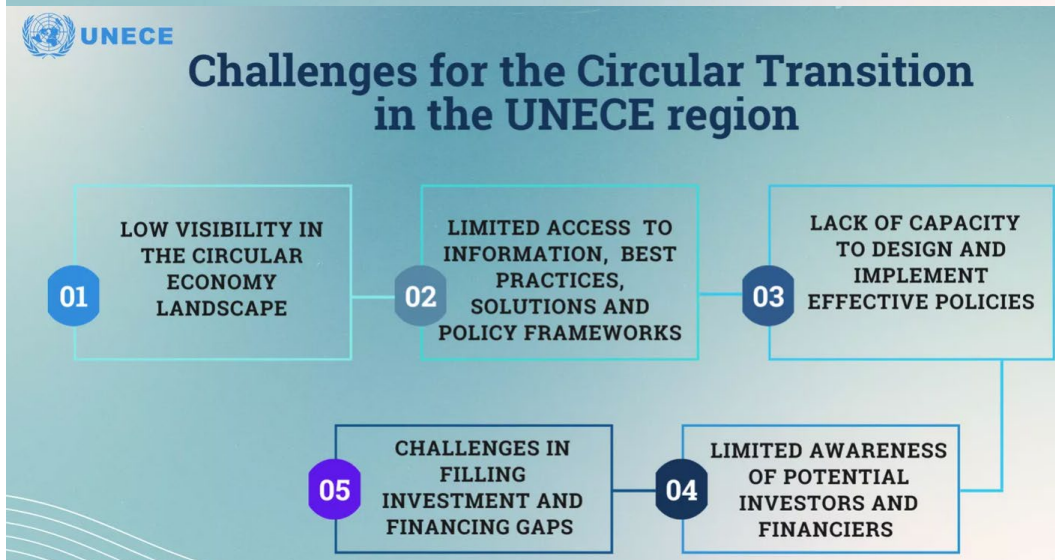 UNECE
Challenges for the Circular Transition
in the UNECE region
01
LOW VISIBILITY IN
THE CIRCULAR
ECONOMY
LANDSCAPE
02
LIMITED ACCESS TO
INFORMATION, BEST
PRACTICES,
SOLUTIONS AND
POLICY FRAMEWORKS
03
LACK OF CAPACITY
TO DESIGN AND
IMPLEMENT
EFFECTIVE POLICIES
04
LIMITED AWARENESS
OF POTENTIAL
INVESTORS AND
FINANCIERS
05
CHALLENGES IN
FILLING
INVESTMENT AND
FINANCING GAPS